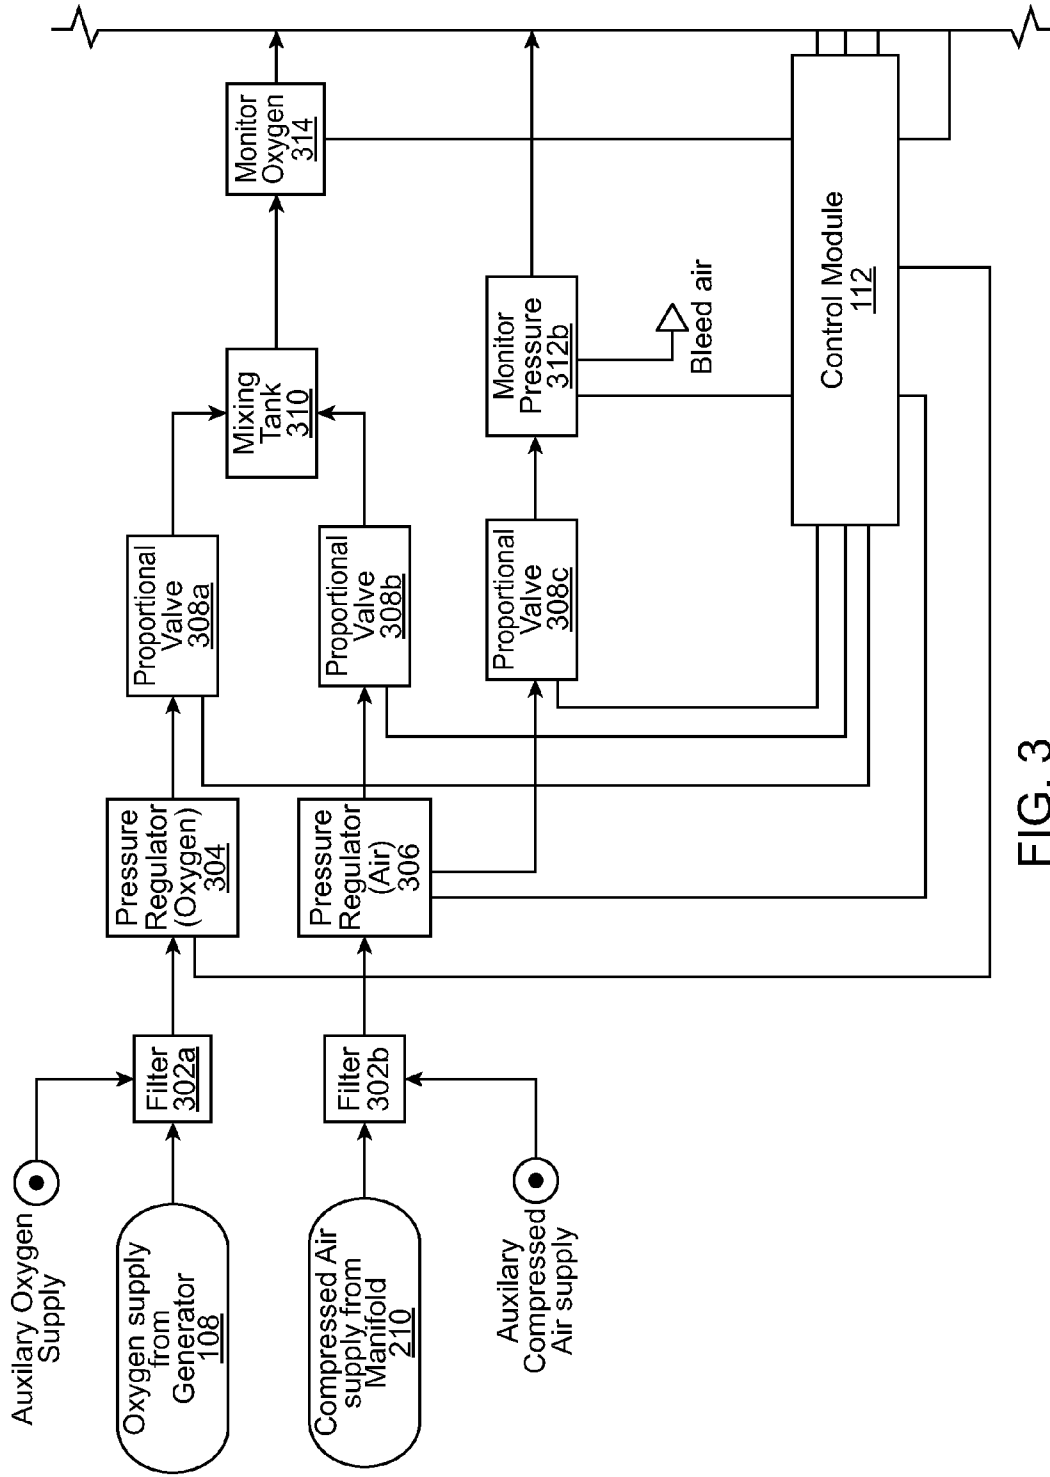 Auxilary Oxygen
Supply
Oxygen supply
from
Generator
108
Filter
302a
Pressure
Regulator
(Oxygen)
304
Proportional
Valve
308a
Compressed Air
supply from
Manifold
210
Filter
302b
Pressure
Regulator
(Air)
306
Proportional
Valve
308b
Mixing
Tank
310
Monitor
Oxygen
314
Auxilary
Compressed
Air supply
Proportional
Valve
308c
Monitor
Pressure
312b
Bleed air
Control Module
112
FIG. 3